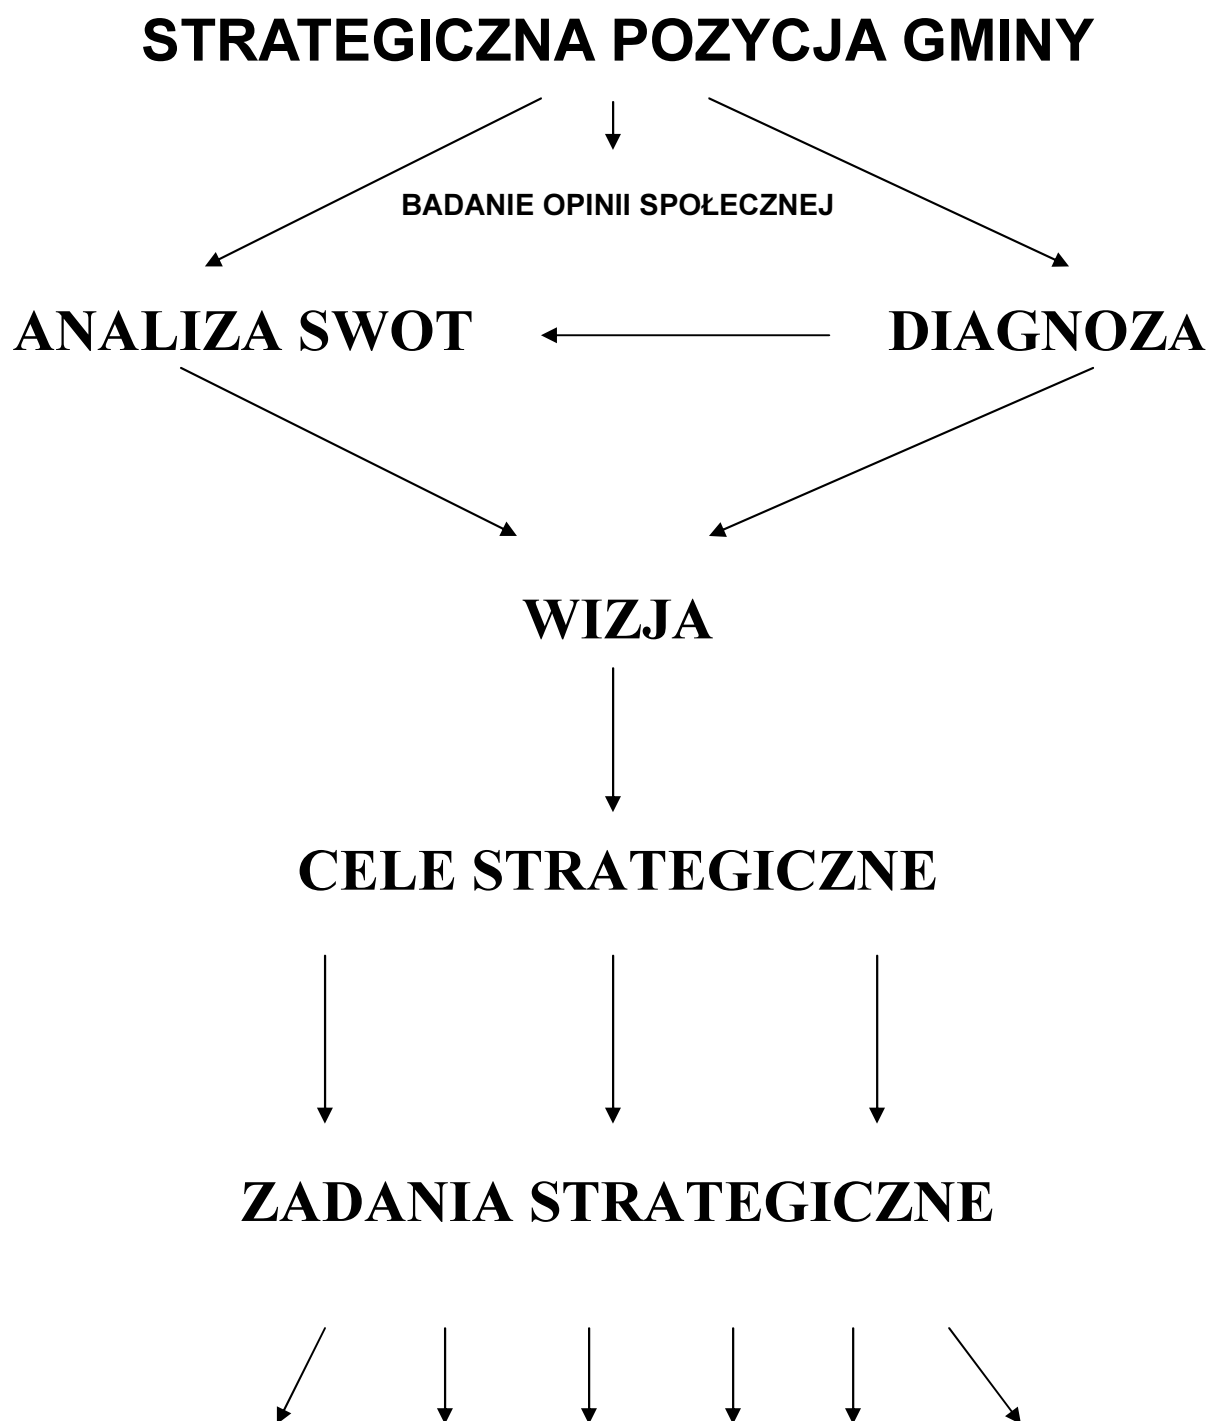 STRATEGICZNA POZYCJA GMINY
BADANIE OPINII SPOŁECZNEJ
ANALIZA SWOT DIAGNOZA
WIZJA
CELE STRATEGICZNE
ZADANIA STRATEGICZNE